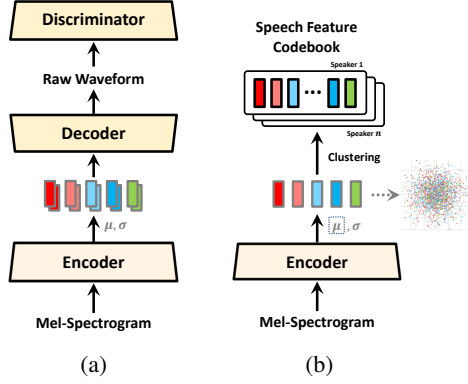 Discriminator
Raw Waveform
Decoder
μ, σ
Encoder
Mel-Spectrogram
(a)
Speech Feature
Codebook
Speaker 1
...
Speaker n
Clustering
μ, σ
Encoder
Mel-Spectrogram
(b)